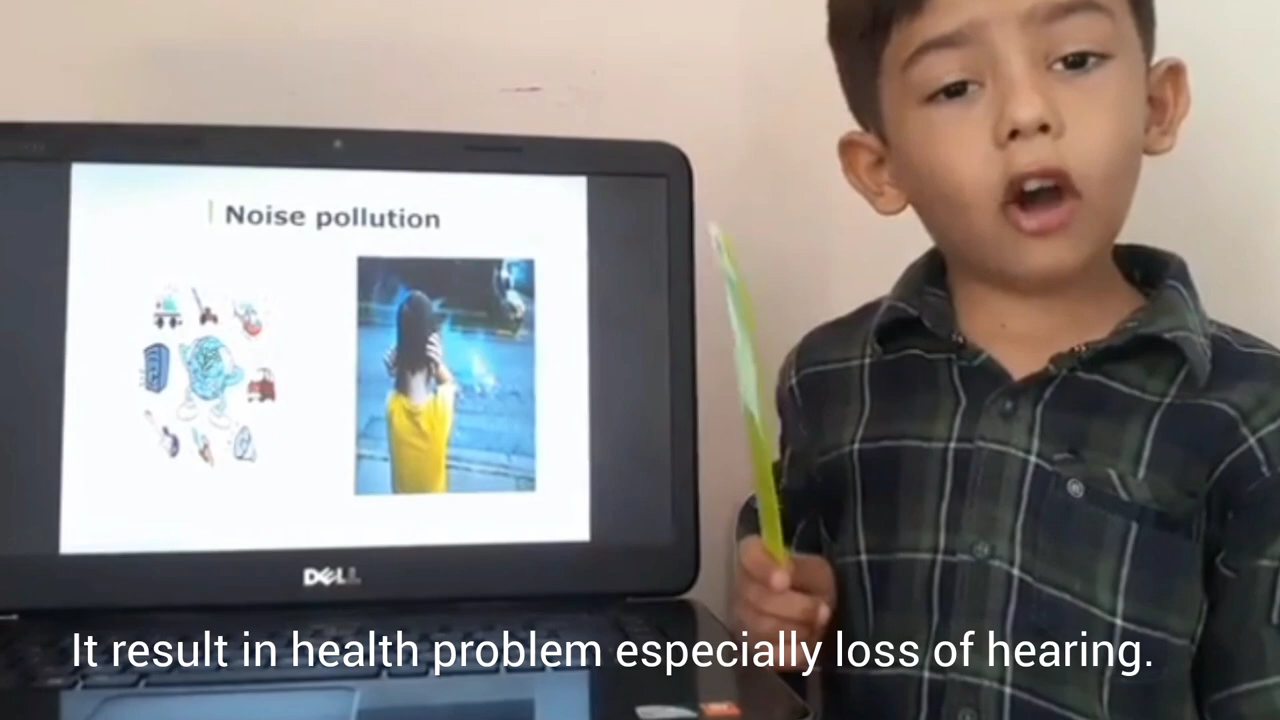 Noise pollution
DELL
It result in health problem especially loss of hearing.